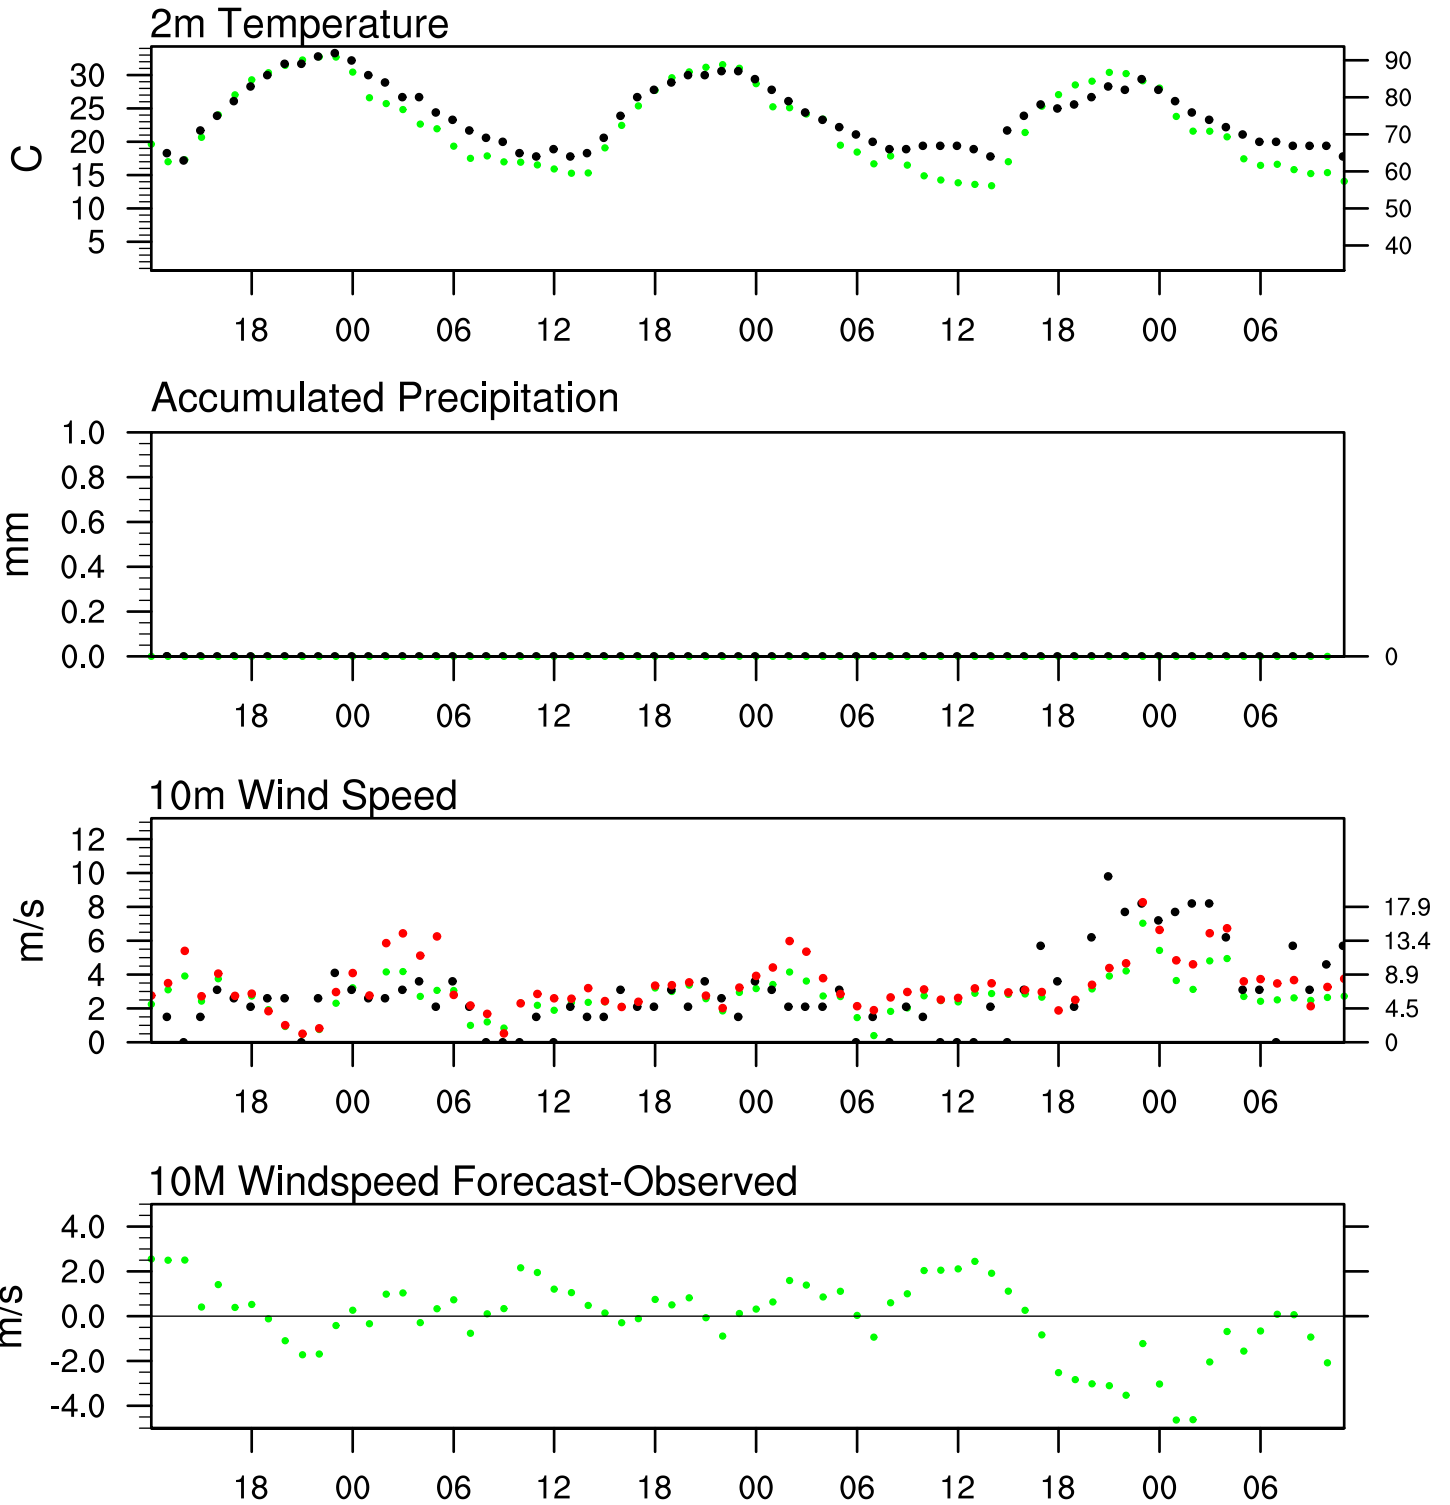 2m Temperature
30 90
25 80
20 70
15 60
10 50
5 40
C
18 00 06 12 18 00 06 12 18 00 06
Accumulated Precipitation
1.0
0.8
0.6
0.4
0.2
0.0 0
mm
18 00 06 12 18 00 06 12 18 00 06
10m Wind Speed
12
10
8 17.9
6 13.4
4 8.9
2 4.5
0 0
m/s
18 00 06 12 18 00 06 12 18 00 06
10M Windspeed Forecast-Observed
4.0
2.0
0.0
-2.0
-4.0
m/s
18 00 06 12 18 00 06 12 18 00 06